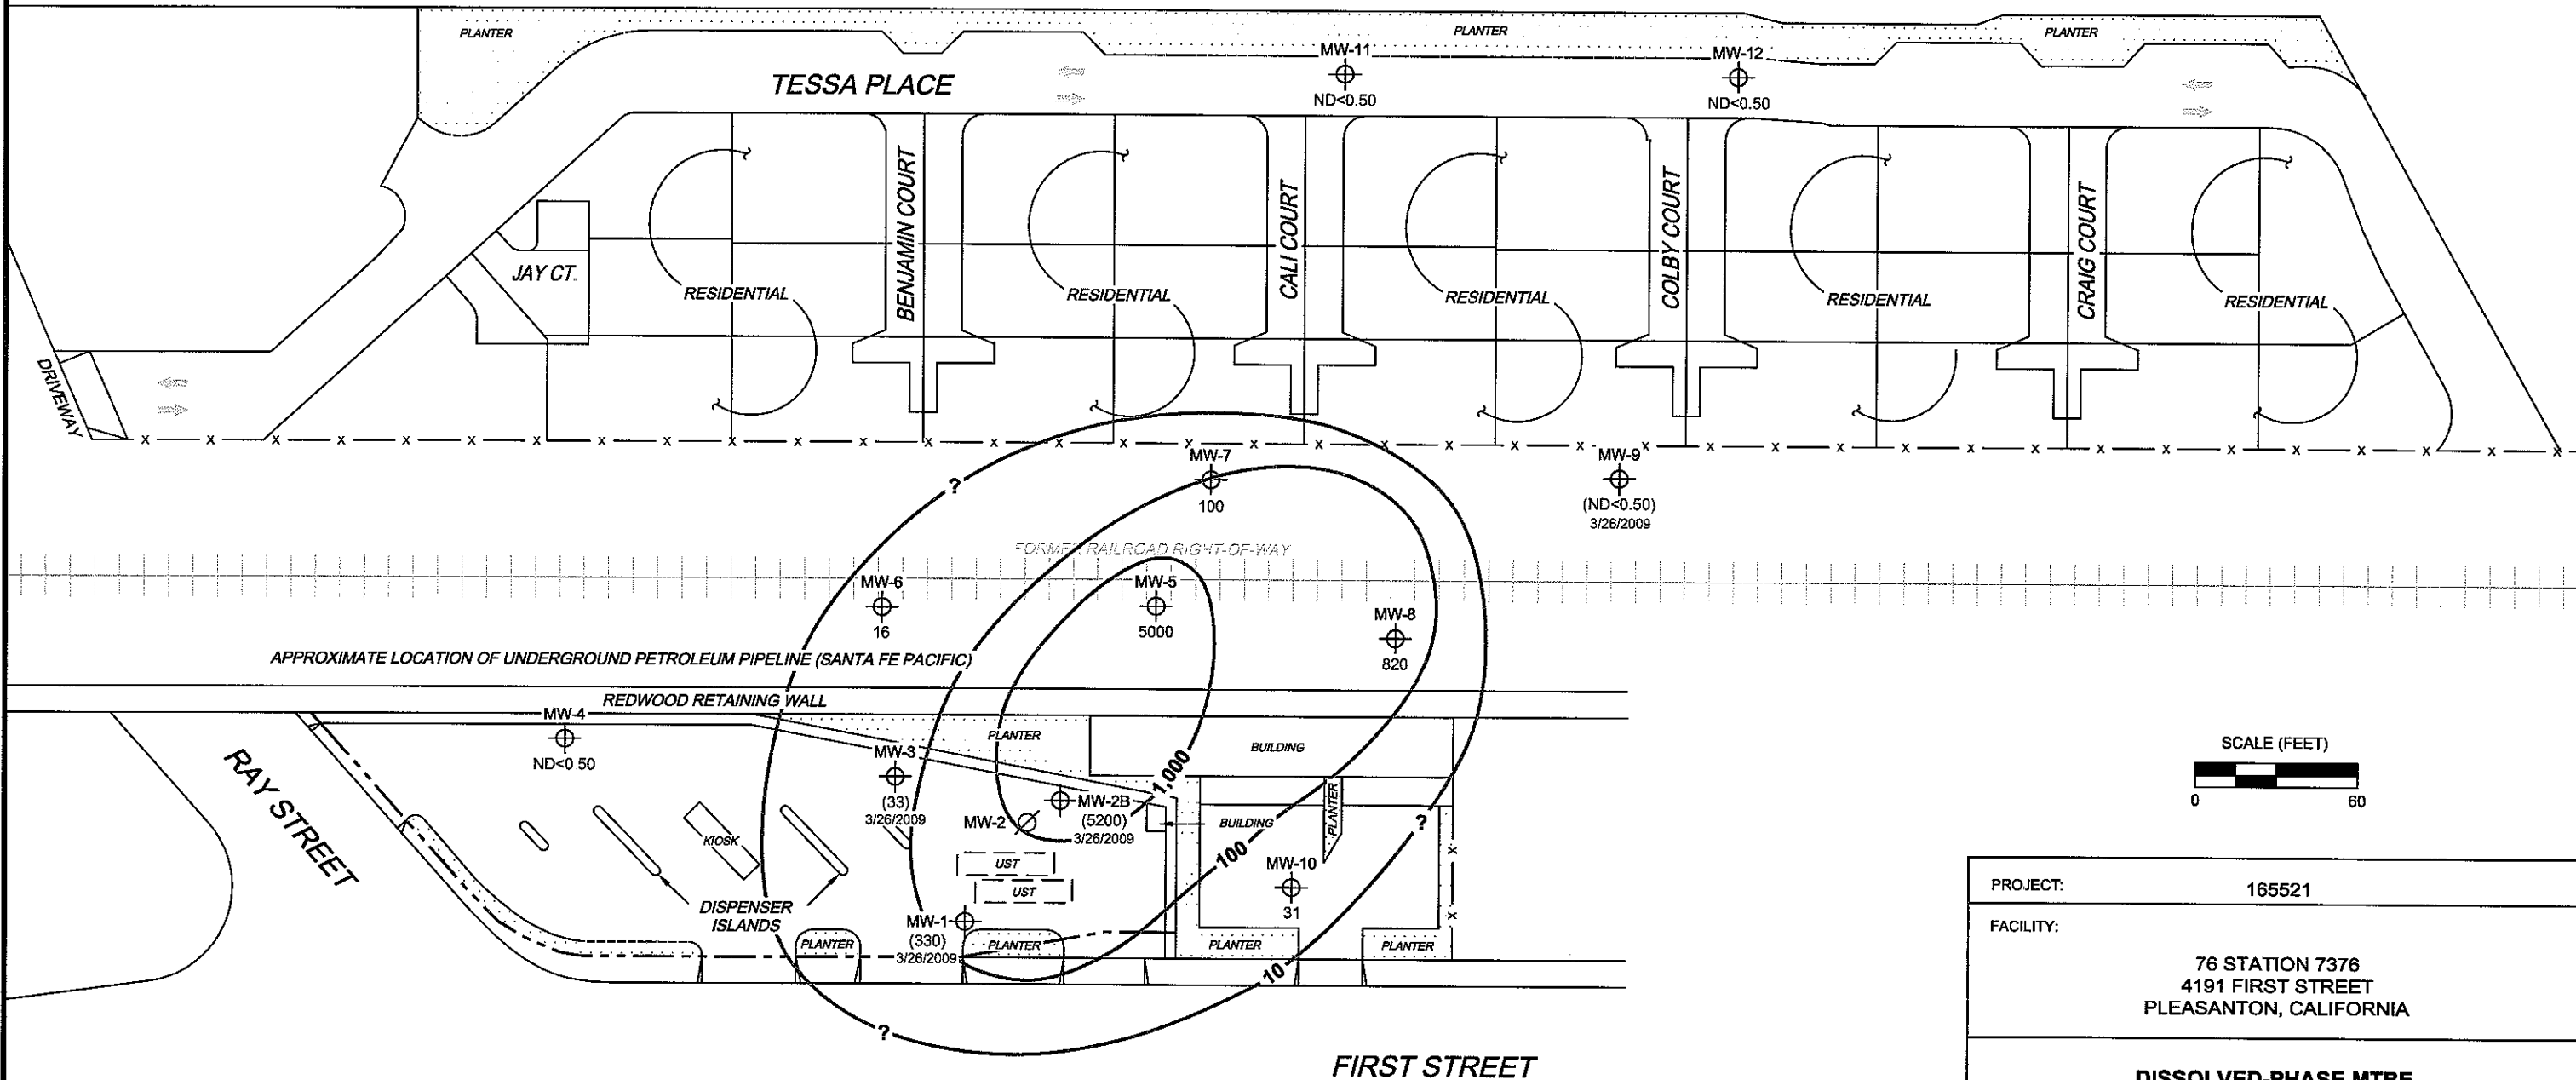 PLANTER
PLANTER
PLANTER
MW-11
ND<0.50
MW-12
ND<0.50
TESSA PLACE
JAY CT.
BENJAMIN COURT
CALI COURT
COLBY COURT
CRAIG COURT
RESIDENTIAL
RESIDENTIAL
RESIDENTIAL
RESIDENTIAL
RESIDENTIAL
DRIVEWAY
MW-7
100
MW-9
(ND<0.50)
3/26/2009
?
FORMER RAILROAD RIGHT-OF-WAY
MW-6
16
MW-5
5000
MW-8
820
APPROXIMATE LOCATION OF UNDERGROUND PETROLEUM PIPELINE (SANTA FE PACIFIC)
REDWOOD RETAINING WALL
MW-4
ND<0.50
RAY STREET
MW-3
(33)
3/26/2009
PLANTER
BUILDING
1,000
MW-2
MW-2B
(5200)
3/26/2009
BUILDING
PLANTER
?
KIOSK
UST
UST
100
MW-10
31
DISPENSER
ISLANDS
MW-1
(330)
3/26/2009
PLANTER
PLANTER
PLANTER
PLANTER
10
?
FIRST STREET
SCALE (FEET)
0 60
PROJECT: 165521
FACILITY:
76 STATION 7376
4191 FIRST STREET
PLEASANTON, CALIFORNIA
DISSOLVED-PHASE MTBE